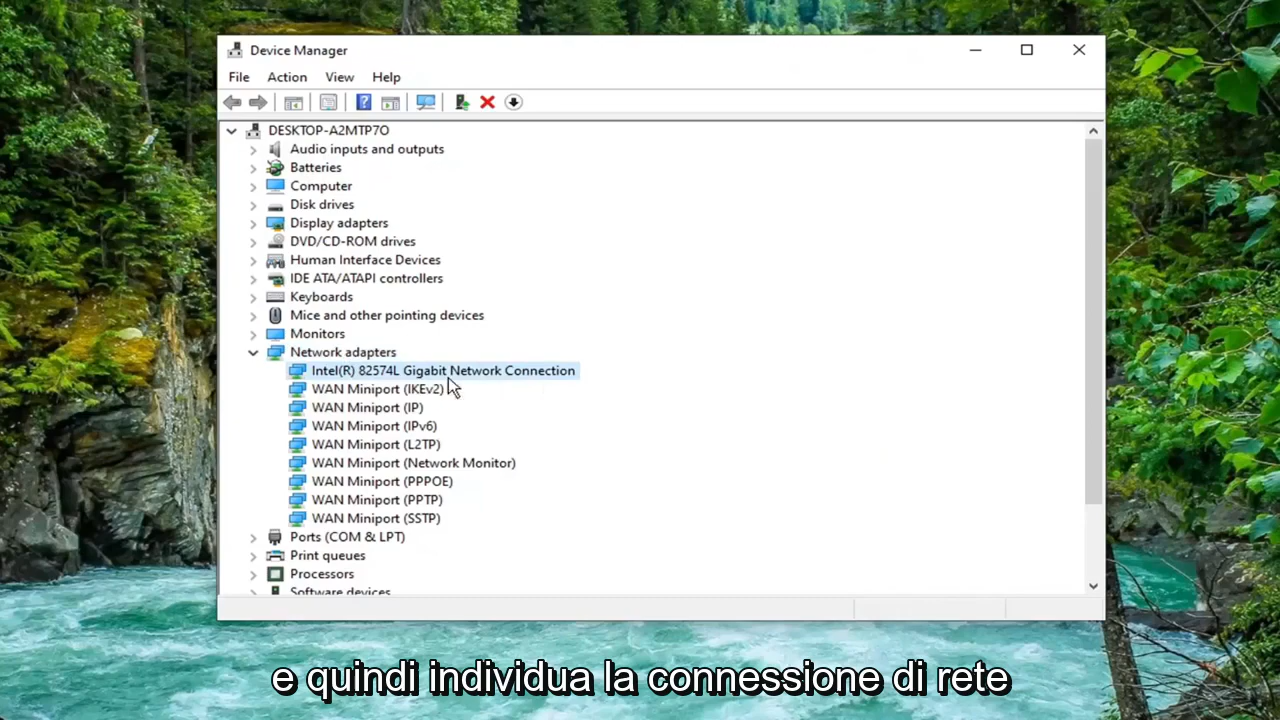 Device Manager
File Action View Help
DESKTOP-A2MTP7O
Audio inputs and outputs
Batteries
Computer
Disk drives
Display adapters
DVD/CD-ROM drives
Human Interface Devices
IDE ATA/ATAPI controllers
Keyboards
Mice and other pointing devices
Monitors
Network adapters
Intel(R) 82574L Gigabit Network Connection
WAN Miniport (IKEv2)
WAN Miniport (IP)
WAN Miniport (IPv6)
WAN Miniport (L2TP)
WAN Miniport (Network Monitor)
WAN Miniport (PPPOE)
WAN Miniport (PPTP)
WAN Miniport (SSTP)
Ports (COM & LPT)
Print queues
Processors
Software devices
e quindi individua la connessione di rete